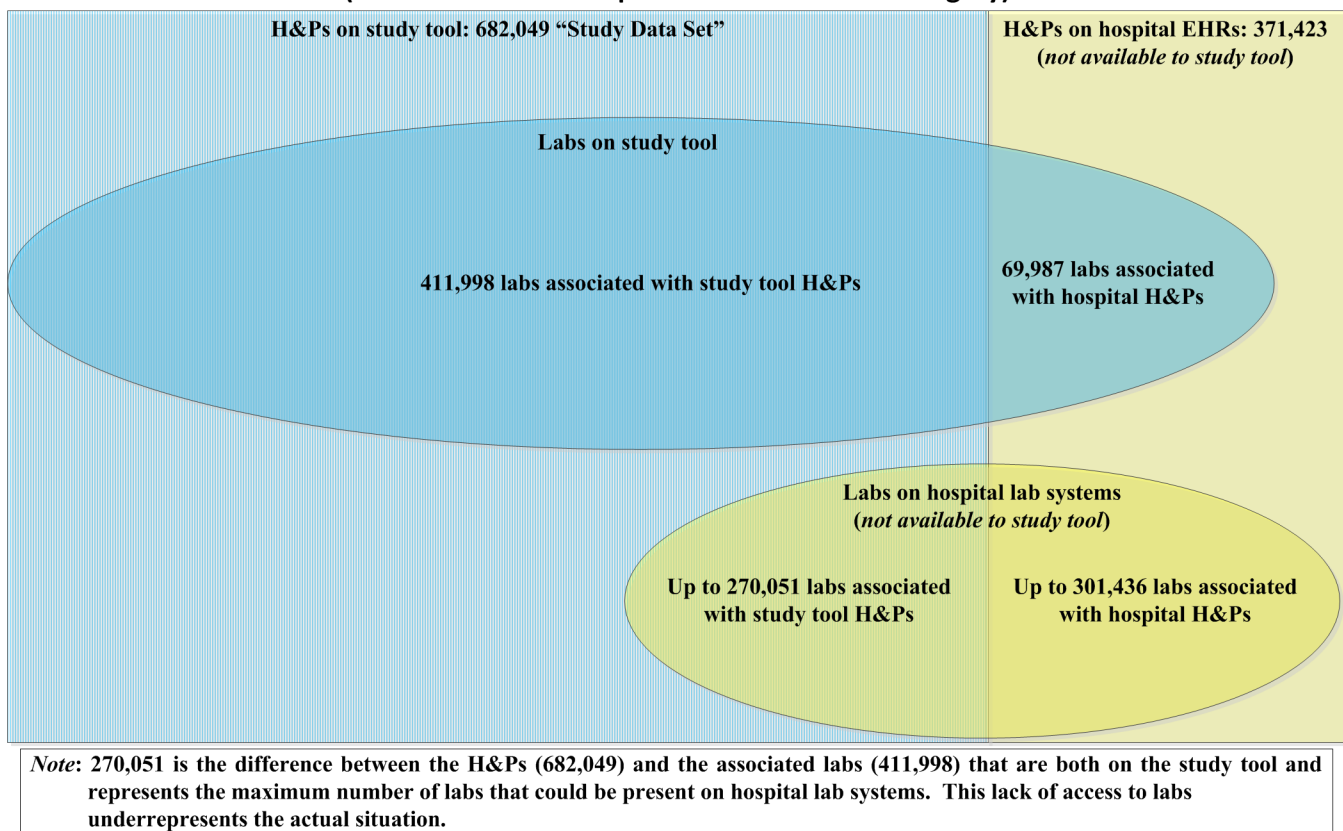 H&Ps on study tool: 682,049 “Study Data Set”
H&Ps on hospital EHRs: 371,423
(not available to study tool)
Labs on study tool
411,998 labs associated with study tool H&Ps
69,987 labs associated
with hospital H&Ps
Labs on hospital lab systems
(not available to study tool)
Up to 270,051 labs associated
with study tool H&Ps
Up to 301,436 labs associated
with hospital H&Ps
Note: 270,051 is the difference between the H&Ps (682,049) and the associated labs (411,998) that are both on the study tool and
represents the maximum number of labs that could be present on hospital lab systems. This lack of access to labs
underrepresents the actual situation.